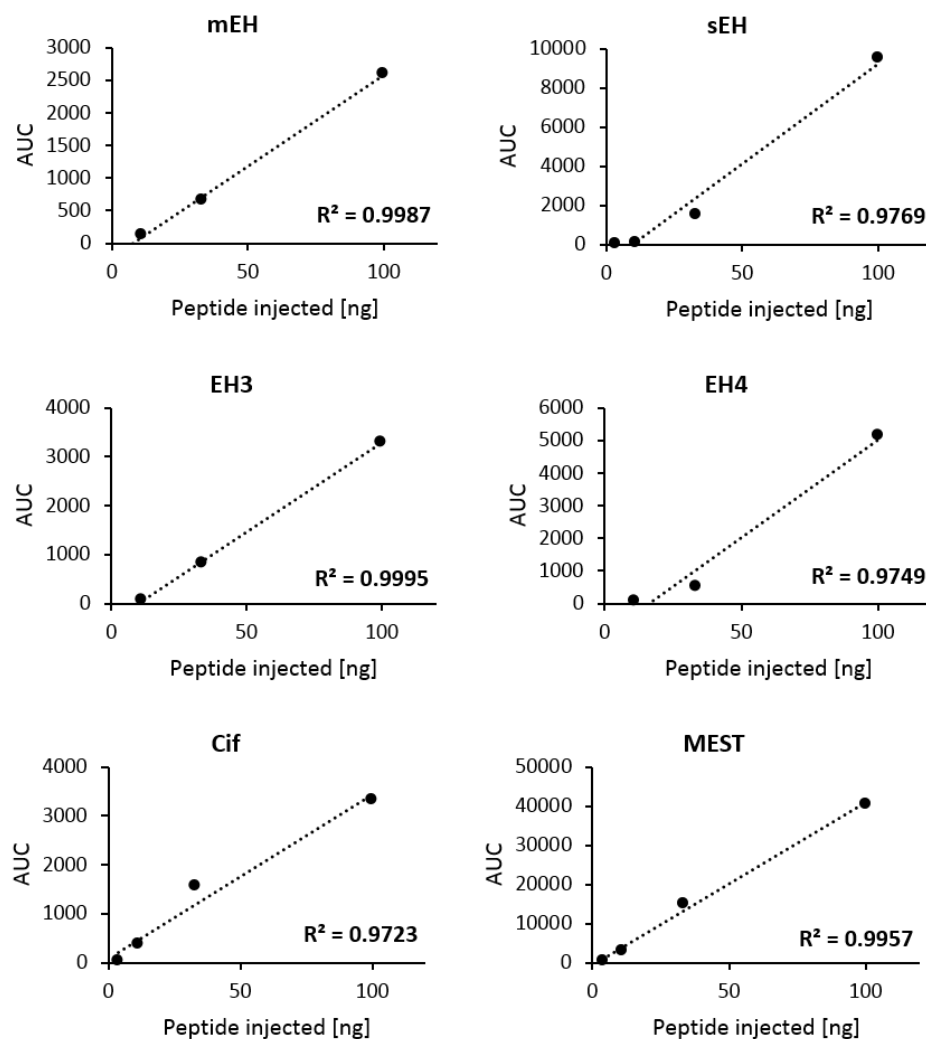 mEH
3000
2500
2000
1500
1000
500
0
AUC
R² = 0.9987
0 50 100
Peptide injected [ng]
sEH
10000
8000
6000
4000
2000
0
AUC
R² = 0.9769
0 50 100
Peptide injected [ng]
EH3
4000
3000
2000
1000
0
AUC
R² = 0.9995
0 50 100
Peptide injected [ng]
EH4
6000
5000
4000
3000
2000
1000
0
AUC
R² = 0.9749
0 50 100
Peptide injected [ng]
Cif
4000
3000
2000
1000
0
AUC
R² = 0.9723
0 50 100
Peptide injected [ng]
MEST
50000
40000
30000
20000
10000
0
AUC
R² = 0.9957
0 50 100
Peptide injected [ng]